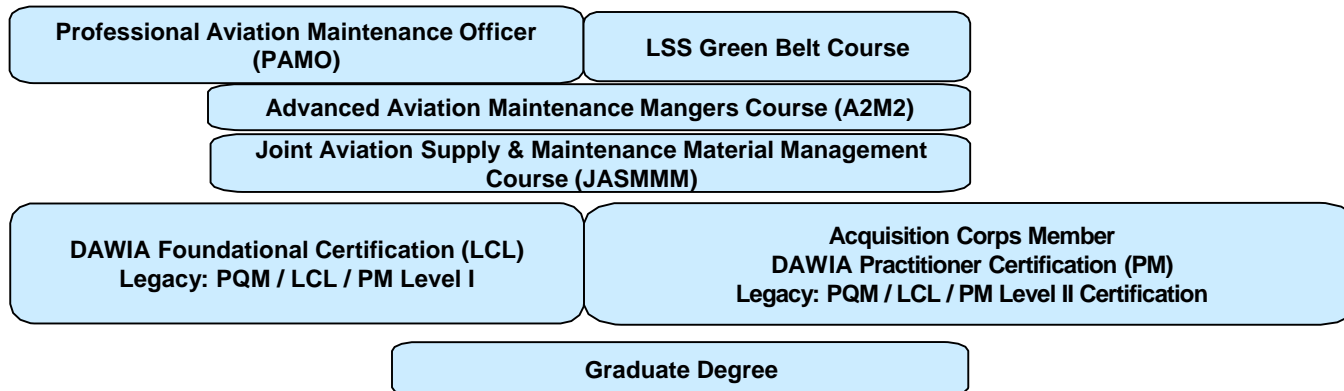 Professional Aviation Maintenance Officer
(PAMO)
LSS Green Belt Course
Advanced Aviation Maintenance Mangers Course (A2M2)
Joint Aviation Supply & Maintenance Material Management
Course (JASMMM)
DAWIA Foundational Certification (LCL)
Legacy: PQM / LCL / PM Level I
Acquisition Corps Member
DAWIA Practitioner Certification (PM)
Legacy: PQM / LCL / PM Level II Certification
Graduate Degree